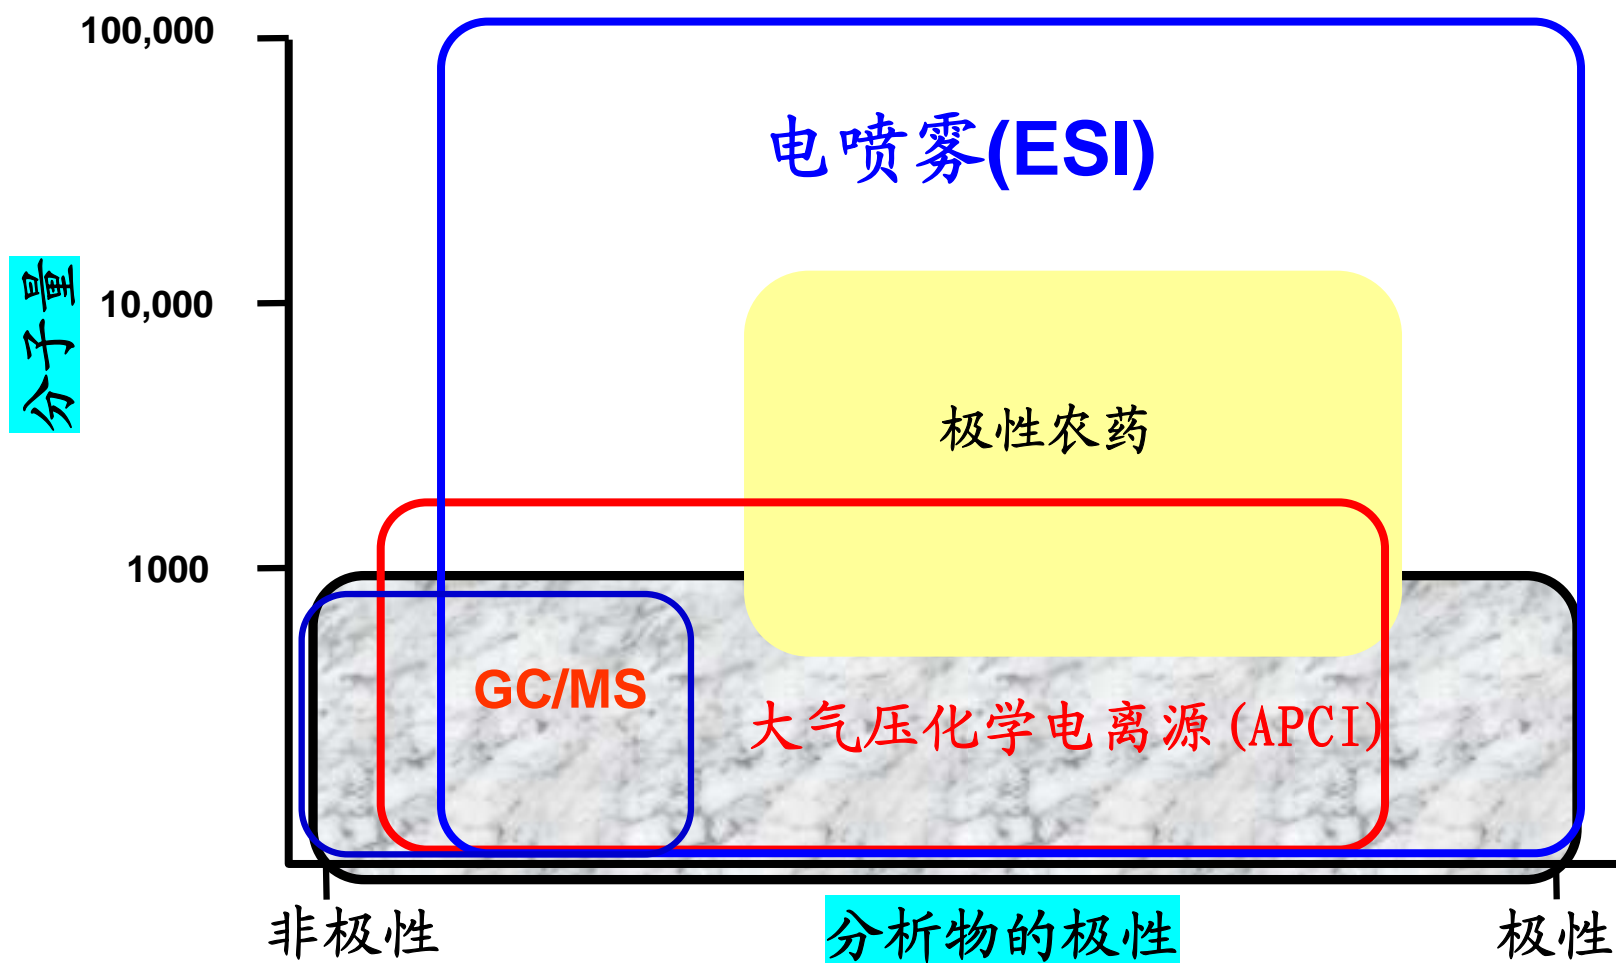 100,000
电喷雾(ESI)
分子量
10,000
极性农药
1000
GC/MS
大气压化学电离源(APCI)
非极性
分析物的极性
极性